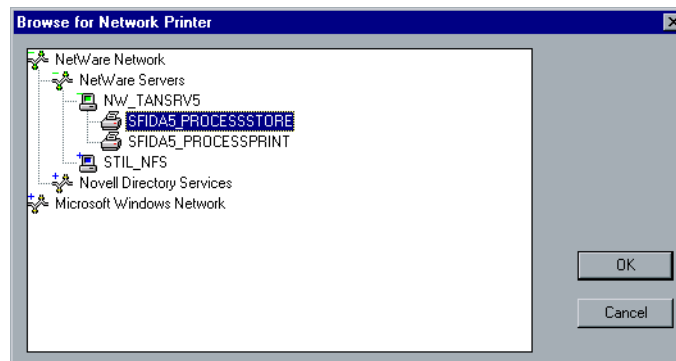 Browse for Network Printer
NetWare Network
NetWare Servers
NW_TANSRV5
SFIDA5_PROCESSSTORE
SFIDA5_PROCESSPRINT
STIL_NFS
Novell Directory Services
Microsoft Windows Network
OK
Cancel